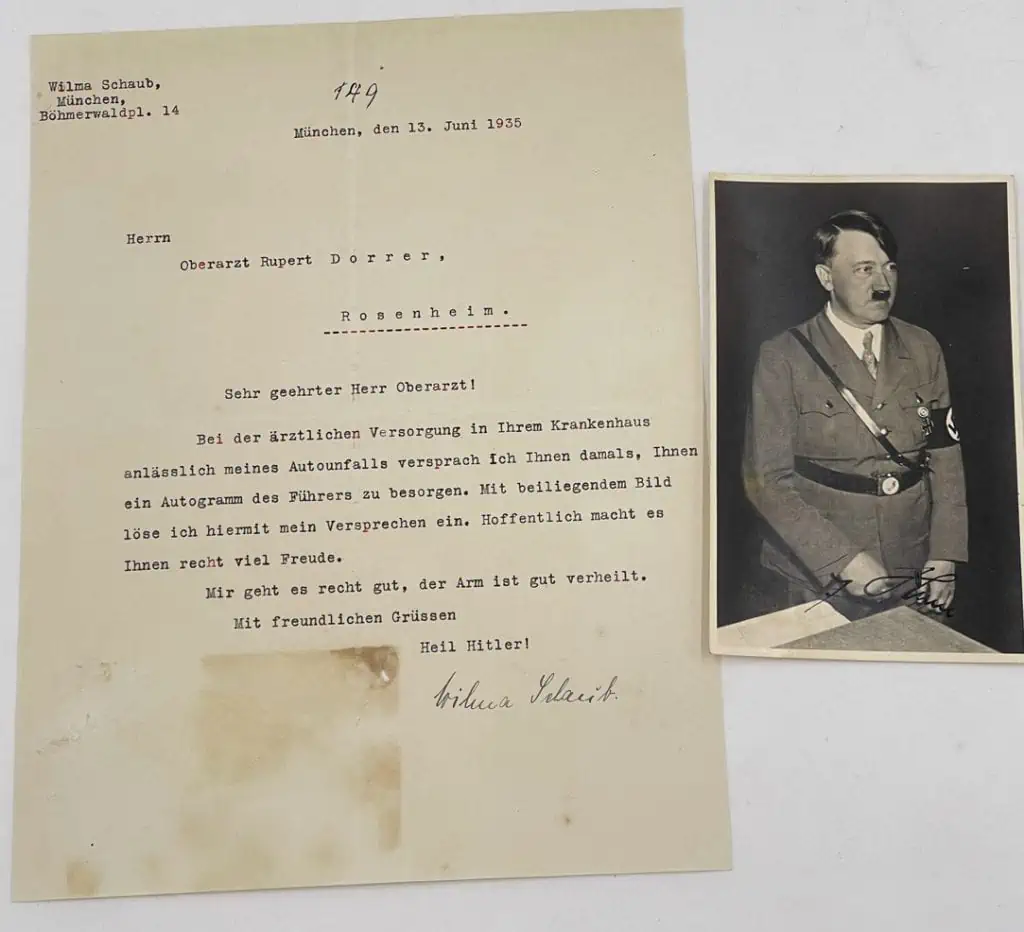 Wilma Schaub,
München,
Böhmerwaldpl. 14
149
München, den 13. Juni 1935
Herrn
Oberarzt Rupert D o r r e r ,
R o s e n h e i m .
Sehr geehrter Herr Oberarzt!
Bei der ärztlichen Versorgung in Ihrem Krankenhaus
anlässlich meines Autounfalls versprach Ich Ihnen damals, Ihnen
ein Autogramm des Führers zu besorgen. Mit beiliegendem Bild
löse ich hiermit mein Versprechen ein. Hoffentlich macht es
Ihnen recht viel Freude.
Mir geht es recht gut, der Arm ist gut verheilt.
Mit freundlichen Grüssen
Heil Hitler!
Wilma Schaub.